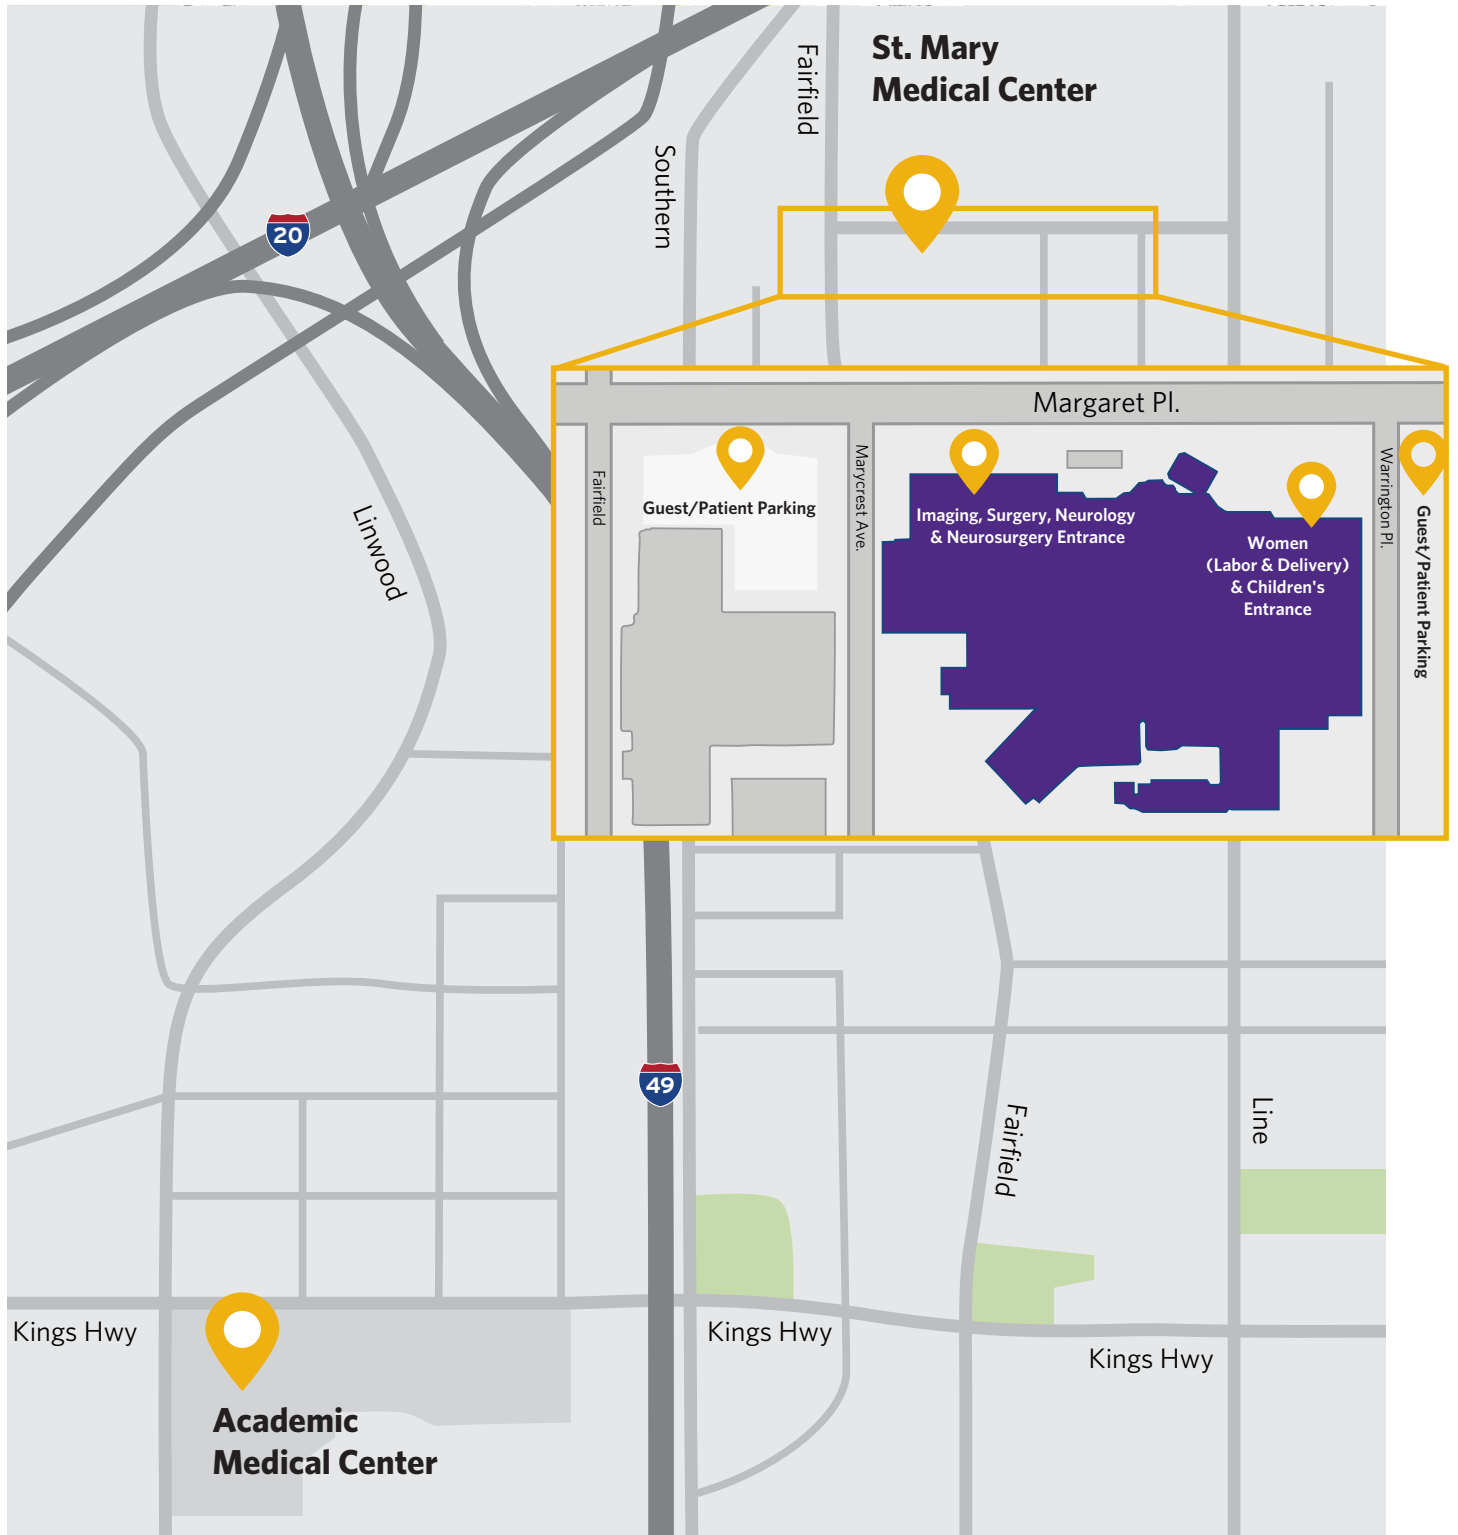 St. Mary
Medical Center
Fairfield
Southern
20
Margaret Pl.
Fairfield
Guest/Patient Parking
Marycrest Ave.
Imaging, Surgery, Neurology
& Neurosurgery Entrance
Women
(Labor & Delivery)
& Children's
Entrance
Warrington Pl.
Guest/Patient Parking
Linwood
49
Fairfield
Line
Kings Hwy
Kings Hwy
Kings Hwy
Academic
Medical Center